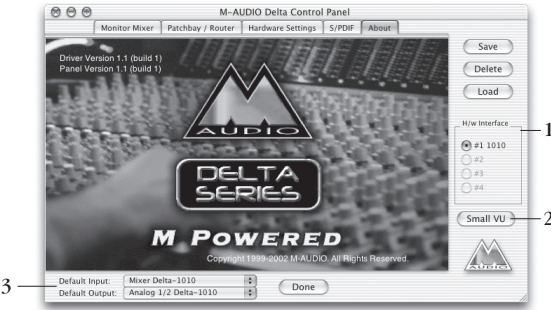 M-AUDIO Delta Control Panel
Monitor Mixer Patchbay / Router Hardware Settings S/PDIF About
Driver Version 1.1 (build 1)
Panel Version 1.1 (build 1)
M
AUDIO
DELTA
SERIES
M POWERED
Copyright 1999-2002 M-AUDIO. All Rights Reserved.
Save
Delete
Load
H/w Interface
1
#1 1010
#2
#3
#4
Small VU
2
M
AUDIO
3
Default Input: Mixer Delta-1010
Default Output: Analog 1/2 Delta-1010
Done